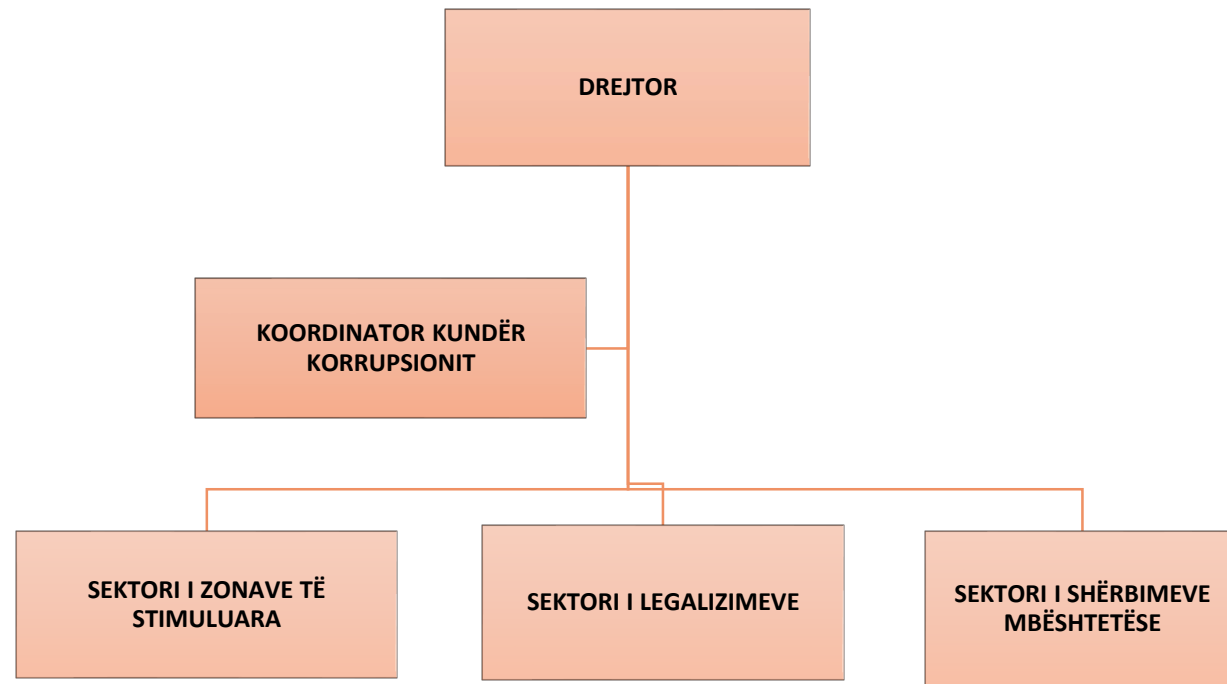 DREJTOR
KOORDINATOR KUNDËR
KORRUPSIONIT
SEKTORI I ZONAVE TË
STIMULUARA
SEKTORI I LEGALIZIMEVE
SEKTORI I SHËRBIMEVE
MBËSHTETËSE